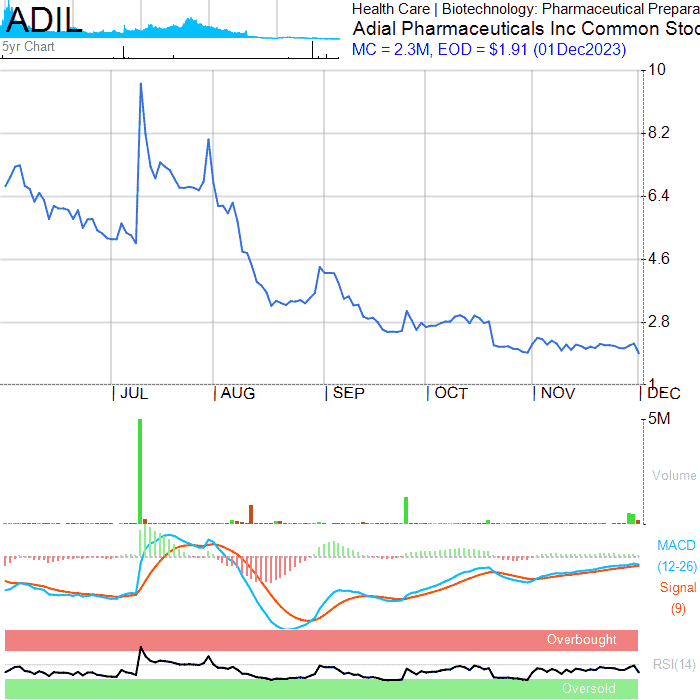 ADIL
5yr Chart
Health Care | Biotechnology: Pharmaceutical Prepara
Adial Pharmaceuticals Inc Common Stoc
MC = 2.3M, EOD = $1.91 (01Dec2023)
10
8.2
6.4
4.6
2.8
1
| JUL | AUG | SEP | OCT | NOV | DEC
5M
Volume
MACD
(12-26)
Signal
(9)
Overbought
RSI(14)
Oversold